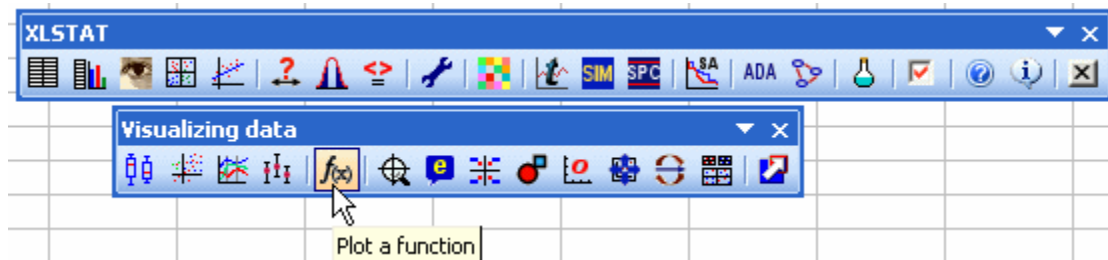 XLSTAT
? <=> t SIM SPC SA ADA ? i
Visualizing data
f(x) e o
Plot a function